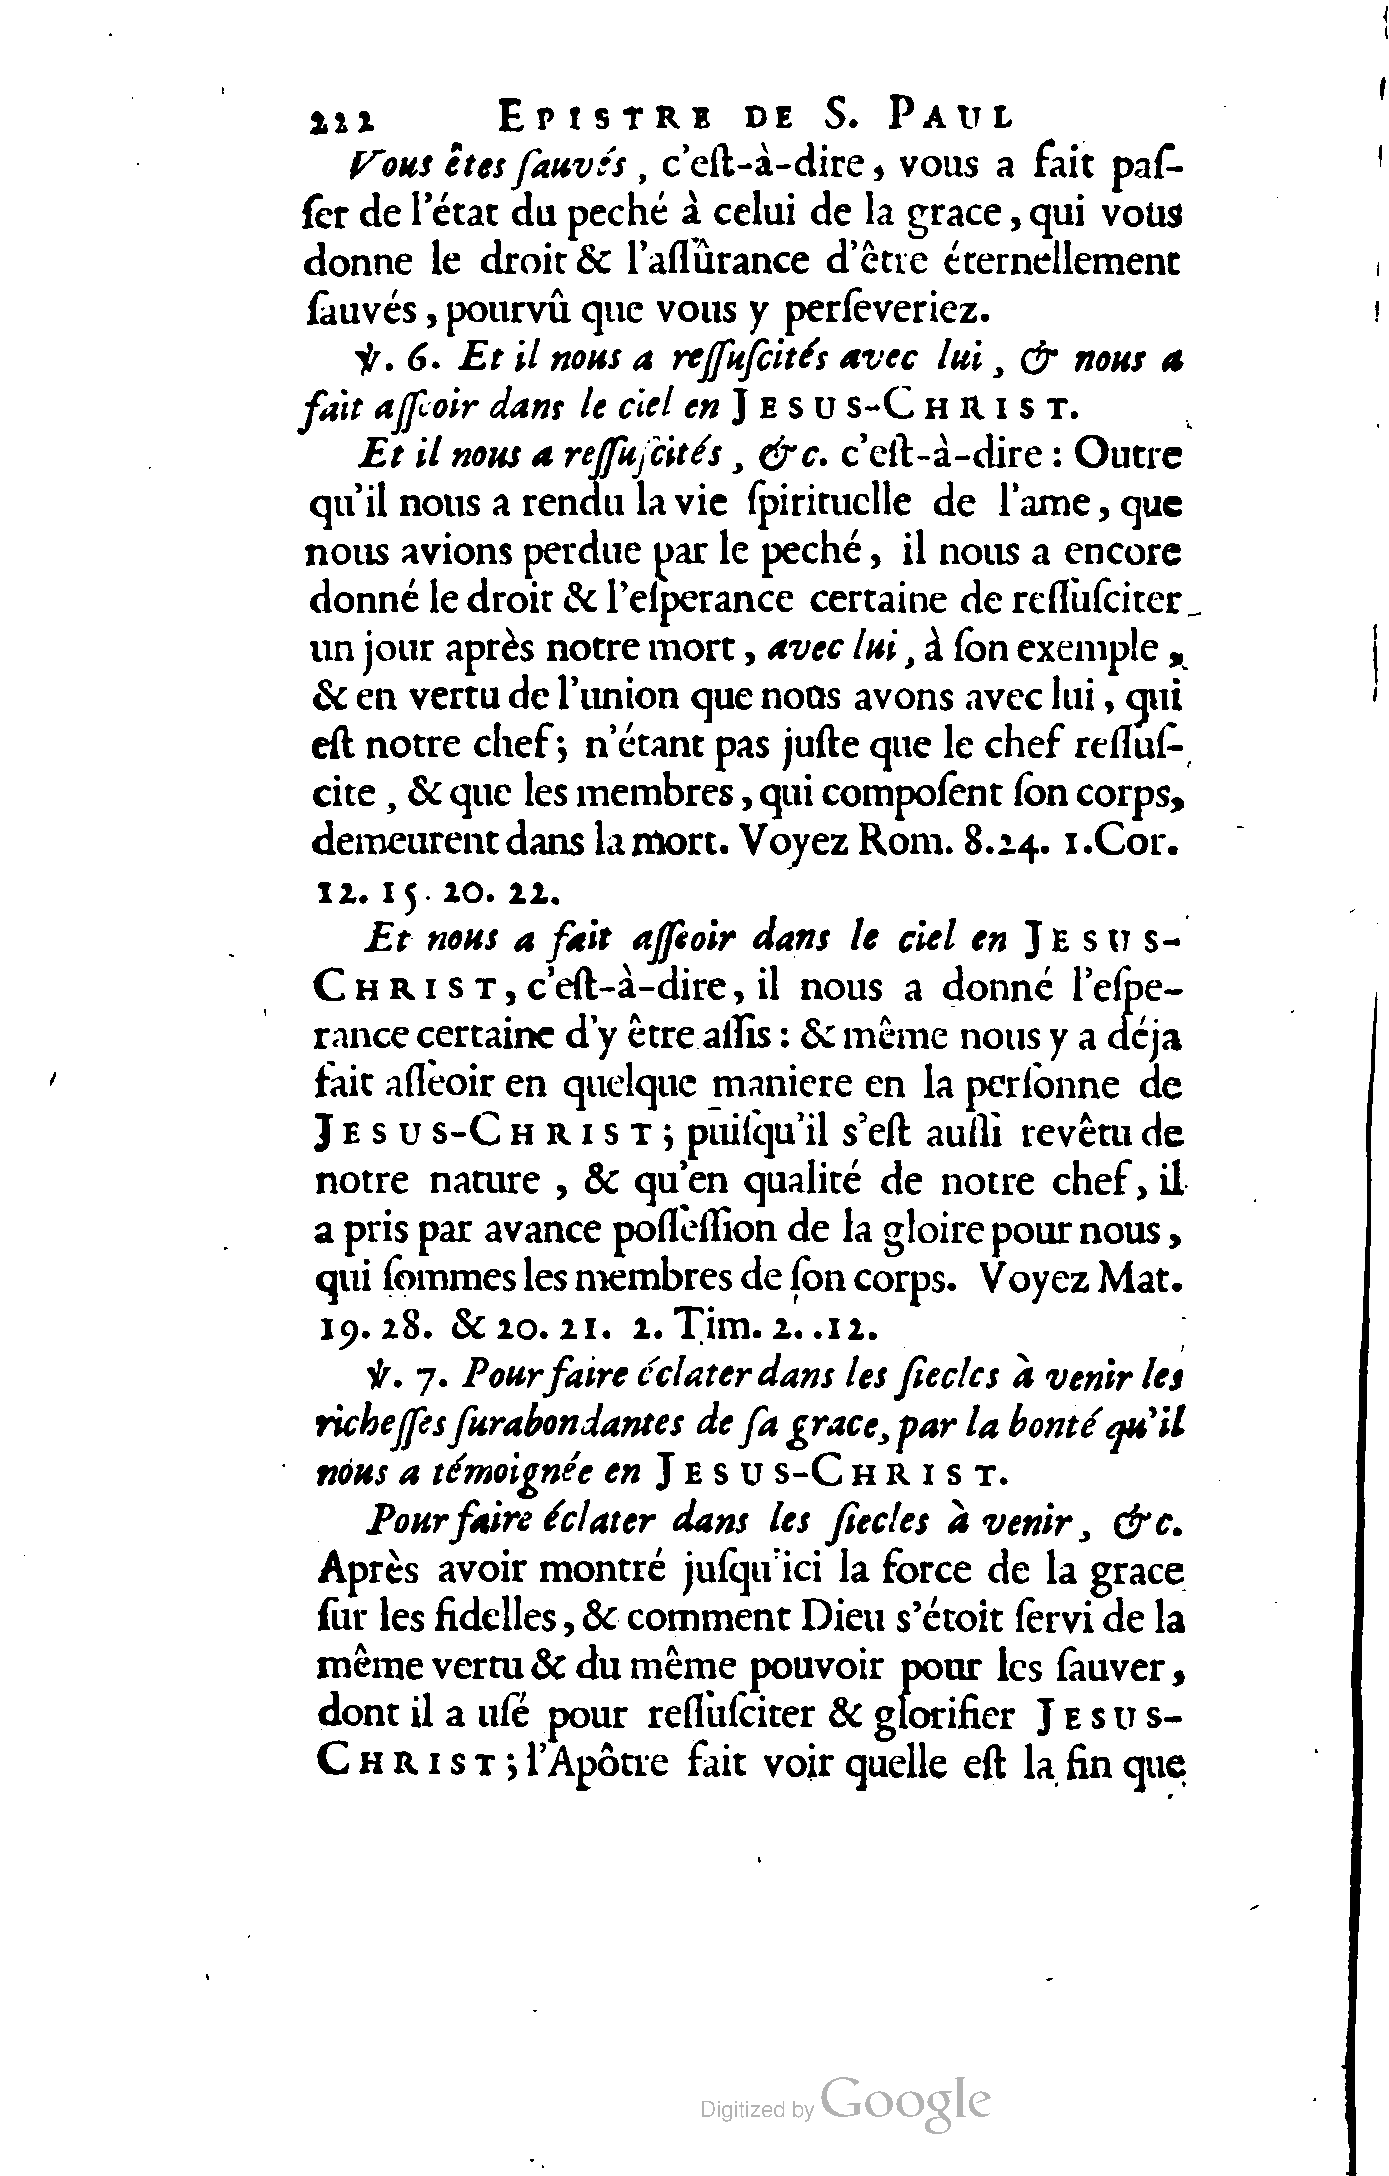 222 EPISTRE DE S. PAUL
Vous êtes ſauvés, c'eſt-à-dire, vous a fait paſ-
ſer de l'état du peché à celui de la grace, qui vous
donne le droit & l'aſſûrance d'être éternellement
ſauvés, pourvû que vous y perſeveriez.
℣. 6. Et il nous a reſſuſcités avec lui, & nous a
fait aſſeoir dans le ciel en JESUS-CHRIST.
Et il nous a reſſuſcités, &c. c'eſt-à-dire : Outre
qu'il nous a rendu la vie ſpirituelle de l'ame, que
nous avions perdue par le peché, il nous a encore
donné le droit & l'eſperance certaine de reſſuſciter
un jour après notre mort, avec lui, à ſon exemple,
& en vertu de l'union que nous avons avec lui, qui
eſt notre chef; n'étant pas juſte que le chef reſſuſ-
cite, & que les membres, qui compoſent ſon corps,
demeurent dans la mort. Voyez Rom. 8.24. 1.Cor.
12. 15. 20. 22.
Et nous a fait aſſeoir dans le ciel en JESUS-
CHRIST, c'eſt-à-dire, il nous a donné l'eſpe-
rance certaine d'y être aſſis : & même nous y a déja
fait aſſeoir en quelque maniere en la perſonne de
JESUS-CHRIST; puiſqu'il s'eſt auſſi revêtu de
notre nature, & qu'en qualité de notre chef, il
a pris par avance poſſeſſion de la gloire pour nous,
qui ſommes les membres de ſon corps. Voyez Mat.
19. 28. & 20. 21. 2. Tim. 2. .12.
℣. 7. Pour faire éclater dans les ſiecles à venir les
richeſſes ſurabondantes de ſa grace, par la bonté qu'il
nous a témoignée en JESUS-CHRIST.
Pour faire éclater dans les ſiecles à venir, &c.
Après avoir montré juſqu'ici la force de la grace
ſur les fidelles, & comment Dieu s'étoit ſervi de la
même vertu & du même pouvoir pour les ſauver,
dont il a uſé pour reſſuſciter & glorifier JESUS-
CHRIST; l'Apôtre fait voir quelle eſt la fin que
Digitized by Google